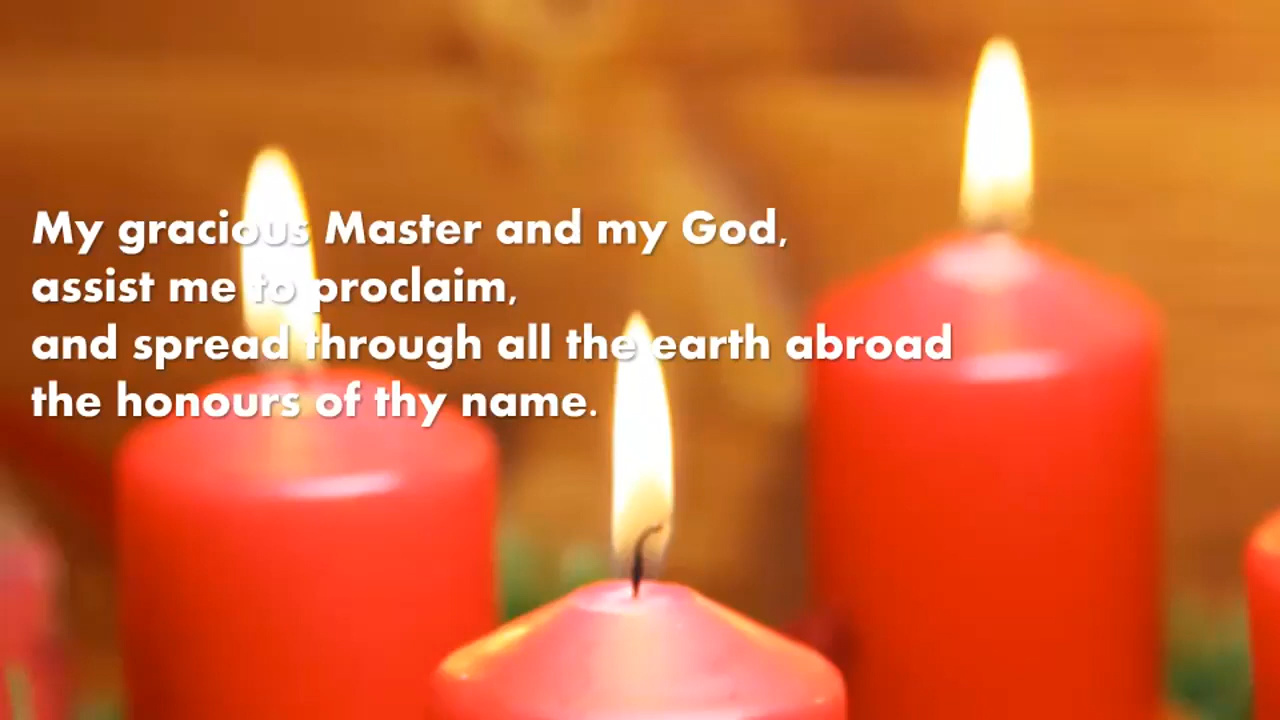 My gracious Master and my God,
assist me to proclaim,
and spread through all the earth abroad
the honours of thy name.